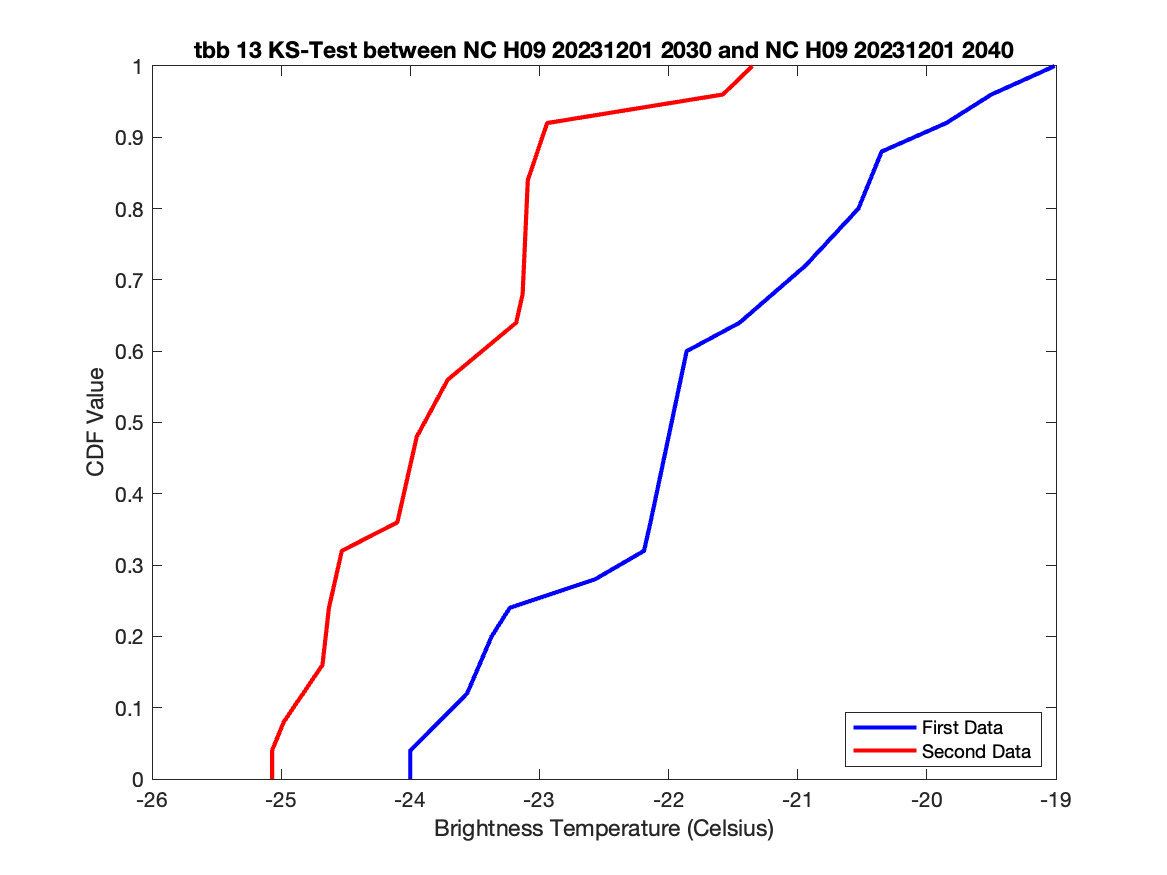 tbb 13 KS-Test between NC H09 20231201 2030 and NC H09 20231201 2040
1
0.9
0.8
0.7
0.6
0.5
0.4
0.3
0.2
0.1
0
CDF Value
-26 -25 -24 -23 -22 -21 -20 -19
Brightness Temperature (Celsius)
First Data
Second Data